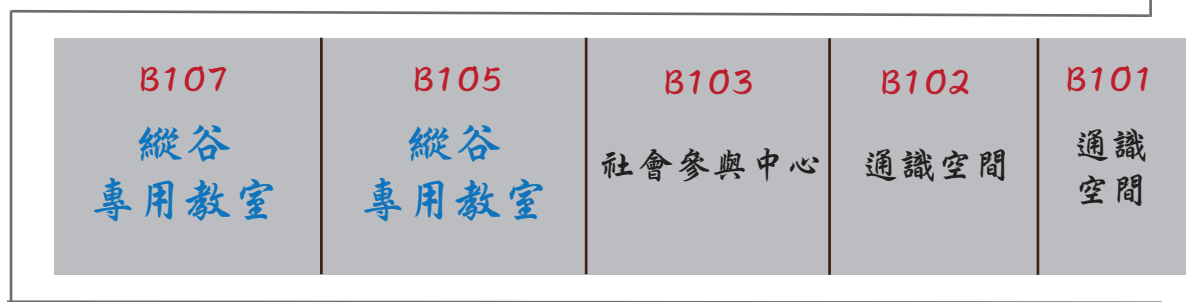 B107
縱谷
專用教室
B105
縱谷
專用教室
B103
社會參與中心
B102
通識空間
B101
通識
空間